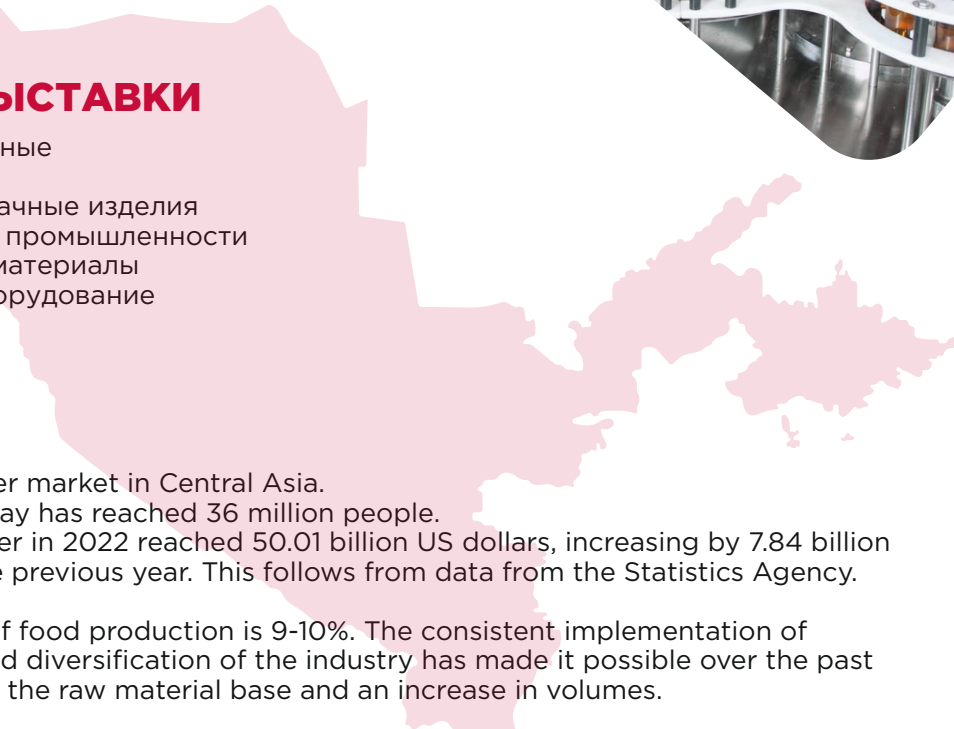 ЫСТАВКИ
ные
ачные изделия
промышленности
материалы
орудование
er market in Central Asia.
ay has reached 36 million people.
er in 2022 reached 50.01 billion US dollars, increasing by 7.84 billion
e previous year. This follows from data from the Statistics Agency.
f food production is 9-10%. The consistent implementation of
d diversification of the industry has made it possible over the past
the raw material base and an increase in volumes.